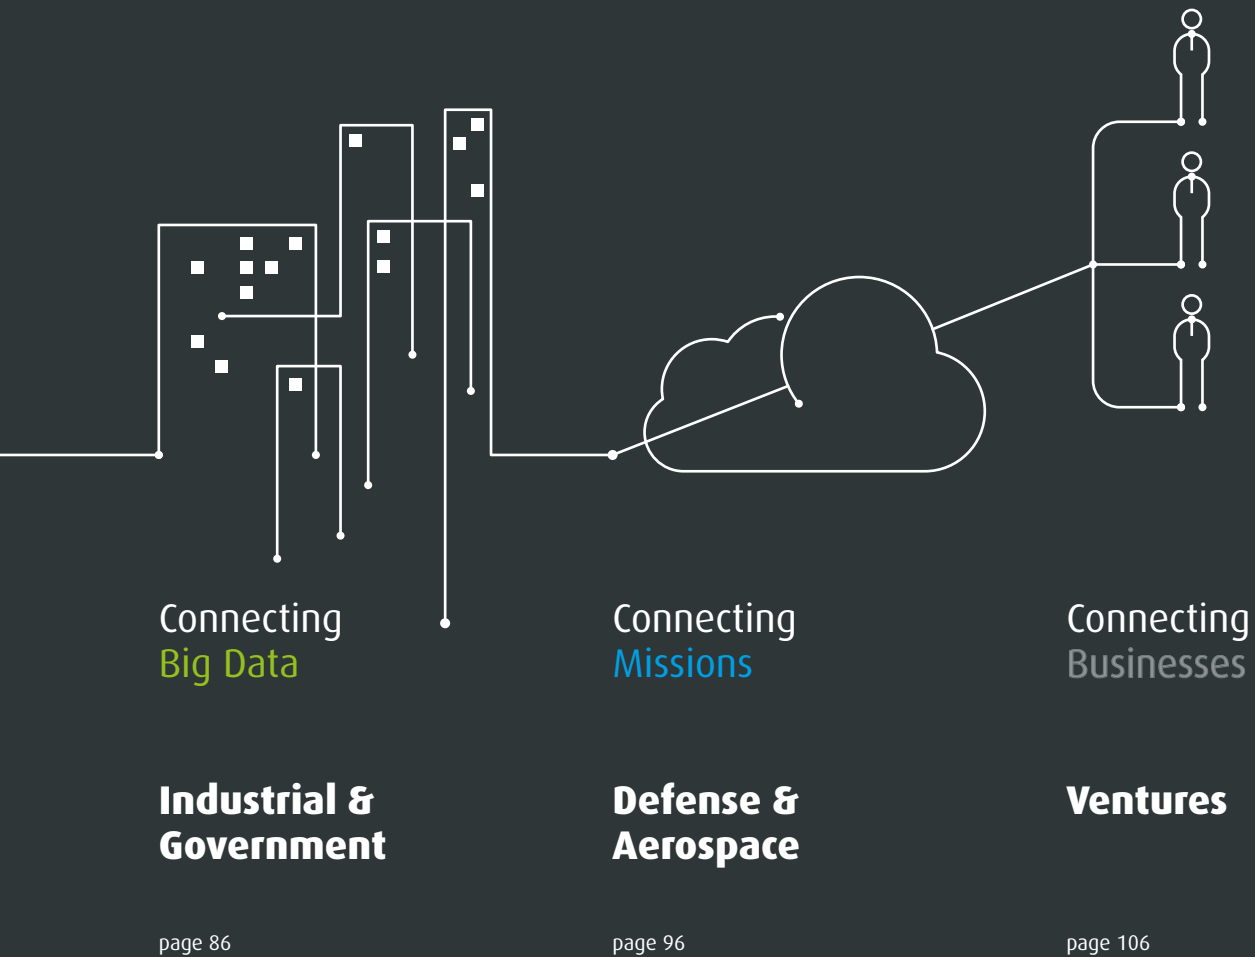 Connecting
Big Data
Industrial &
Government
page 86
Connecting
Missions
Defense &
Aerospace
page 96
Connecting
Businesses
Ventures
page 106